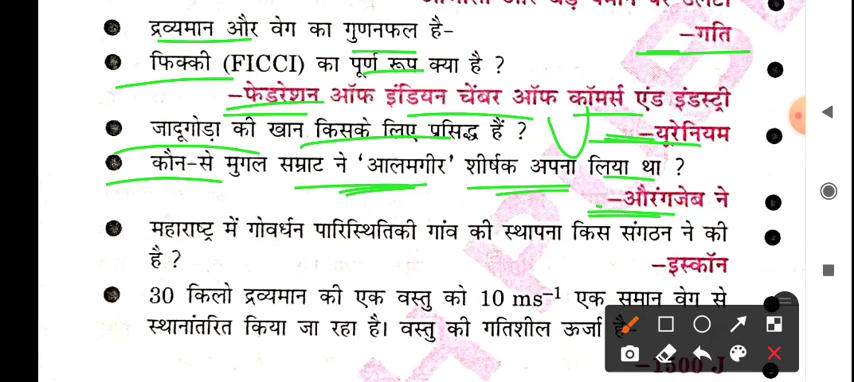 द्रव्यमान और वेग का गुणनफल है-
–गति
फिक्की (FICCI) का पूर्ण रूप क्या है ?
–फेडरेशन ऑफ इंडियन चेंबर ऑफ कॉमर्स एंड इंडस्ट्री
जादूगोड़ा की खान किसके लिए प्रसिद्ध हैं ?
–यूरेनियम
कौन-से मुगल सम्राट ने ‘आलमगीर’ शीर्षक अपना लिया था ?
–औरंगजेब ने
महाराष्ट्र में गोवर्धन पारिस्थितिकी गांव की स्थापना किस संगठन ने की
है ?
–इस्कॉन
30 किलो द्रव्यमान की एक वस्तु को 10 ms⁻¹ एक समान वेग से
स्थानांतरित किया जा रहा है। वस्तु की गतिशील ऊर्जा है-
–1500 J